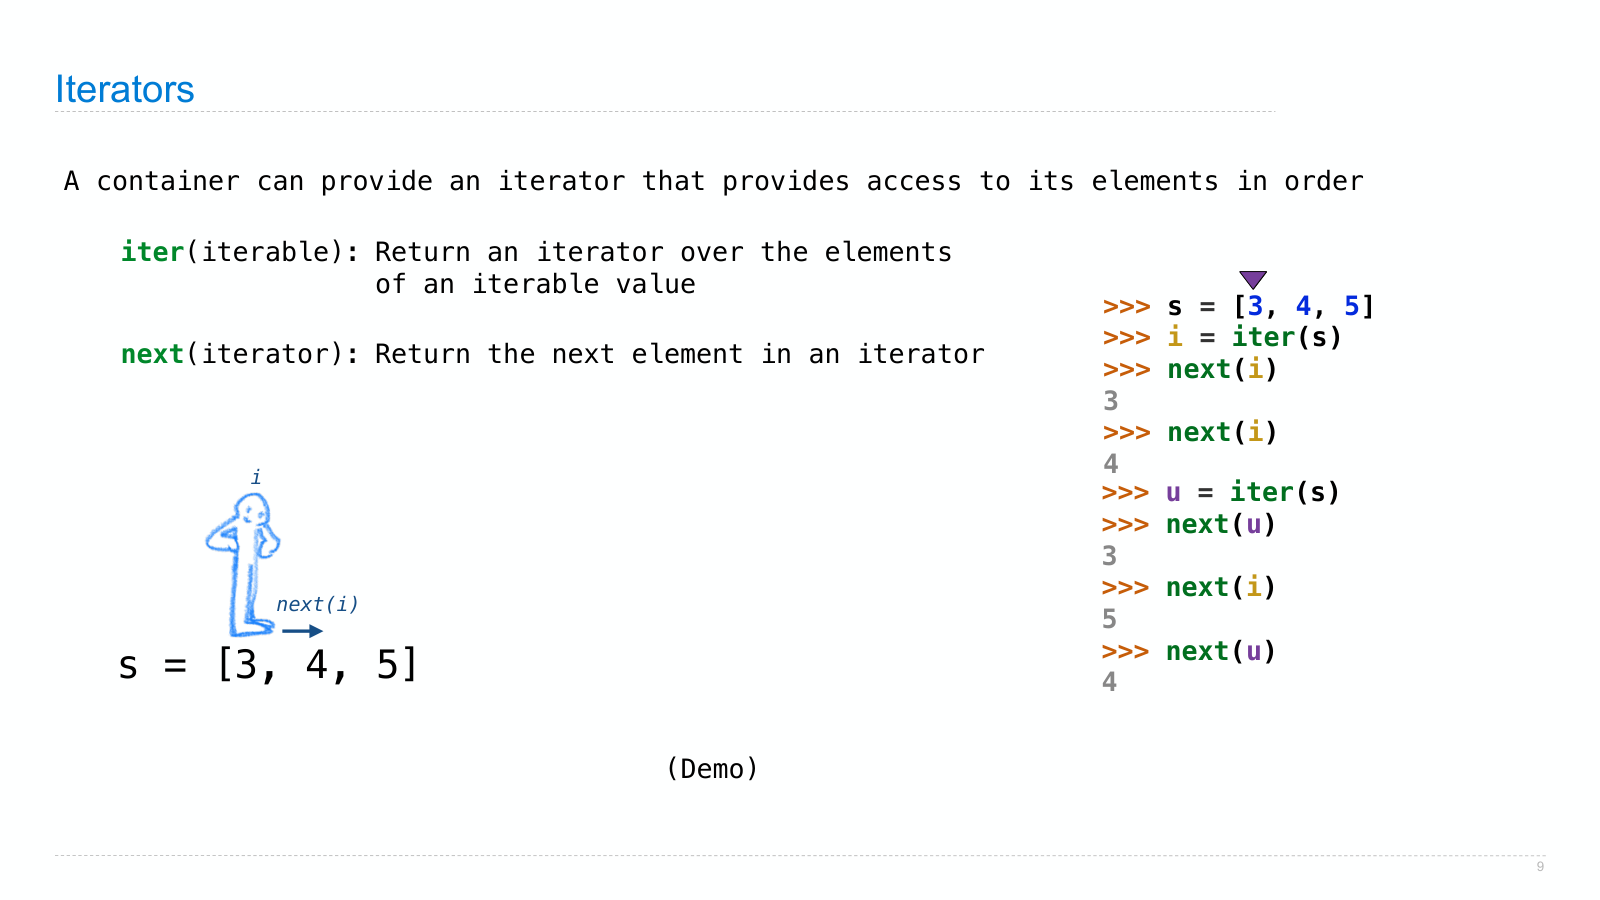 Iterators
A container can provide an iterator that provides access to its elements in order
iter(iterable): Return an iterator over the elements
of an iterable value
next(iterator): Return the next element in an iterator
i
next(i)
s = [3, 4, 5]
>>> s = [3, 4, 5]
>>> i = iter(s)
>>> next(i)
3
>>> next(i)
4
>>> u = iter(s)
>>> next(u)
3
>>> next(i)
5
>>> next(u)
4
(Demo)
9